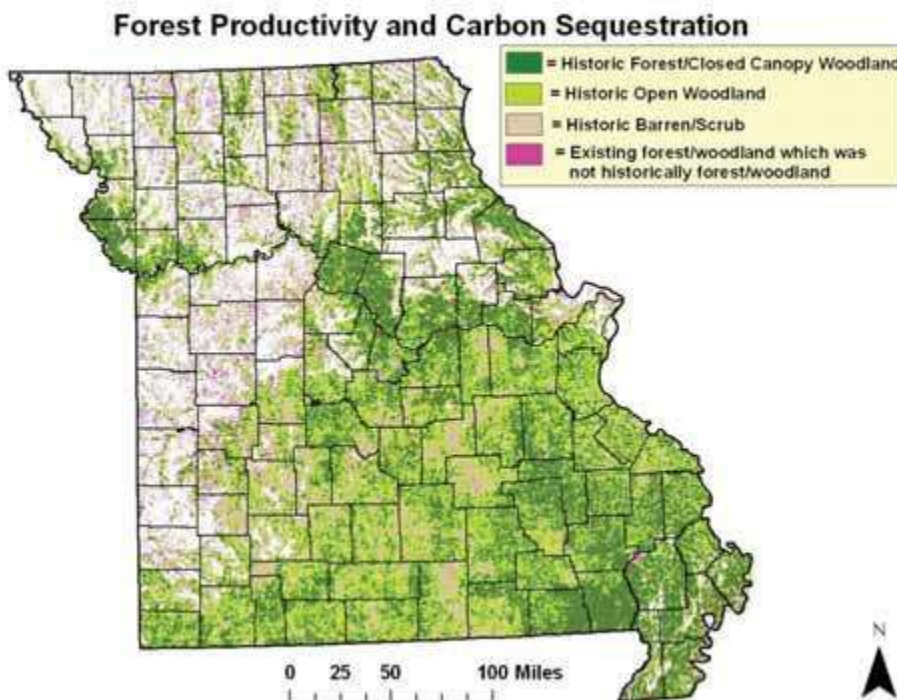 Forest Productivity and Carbon Sequestration
= Historic Forest/Closed Canopy Woodland
= Historic Open Woodland
= Historic Barren/Scrub
= Existing forest/woodland which was
not historically forest/woodland
N
0 25 50 100 Miles